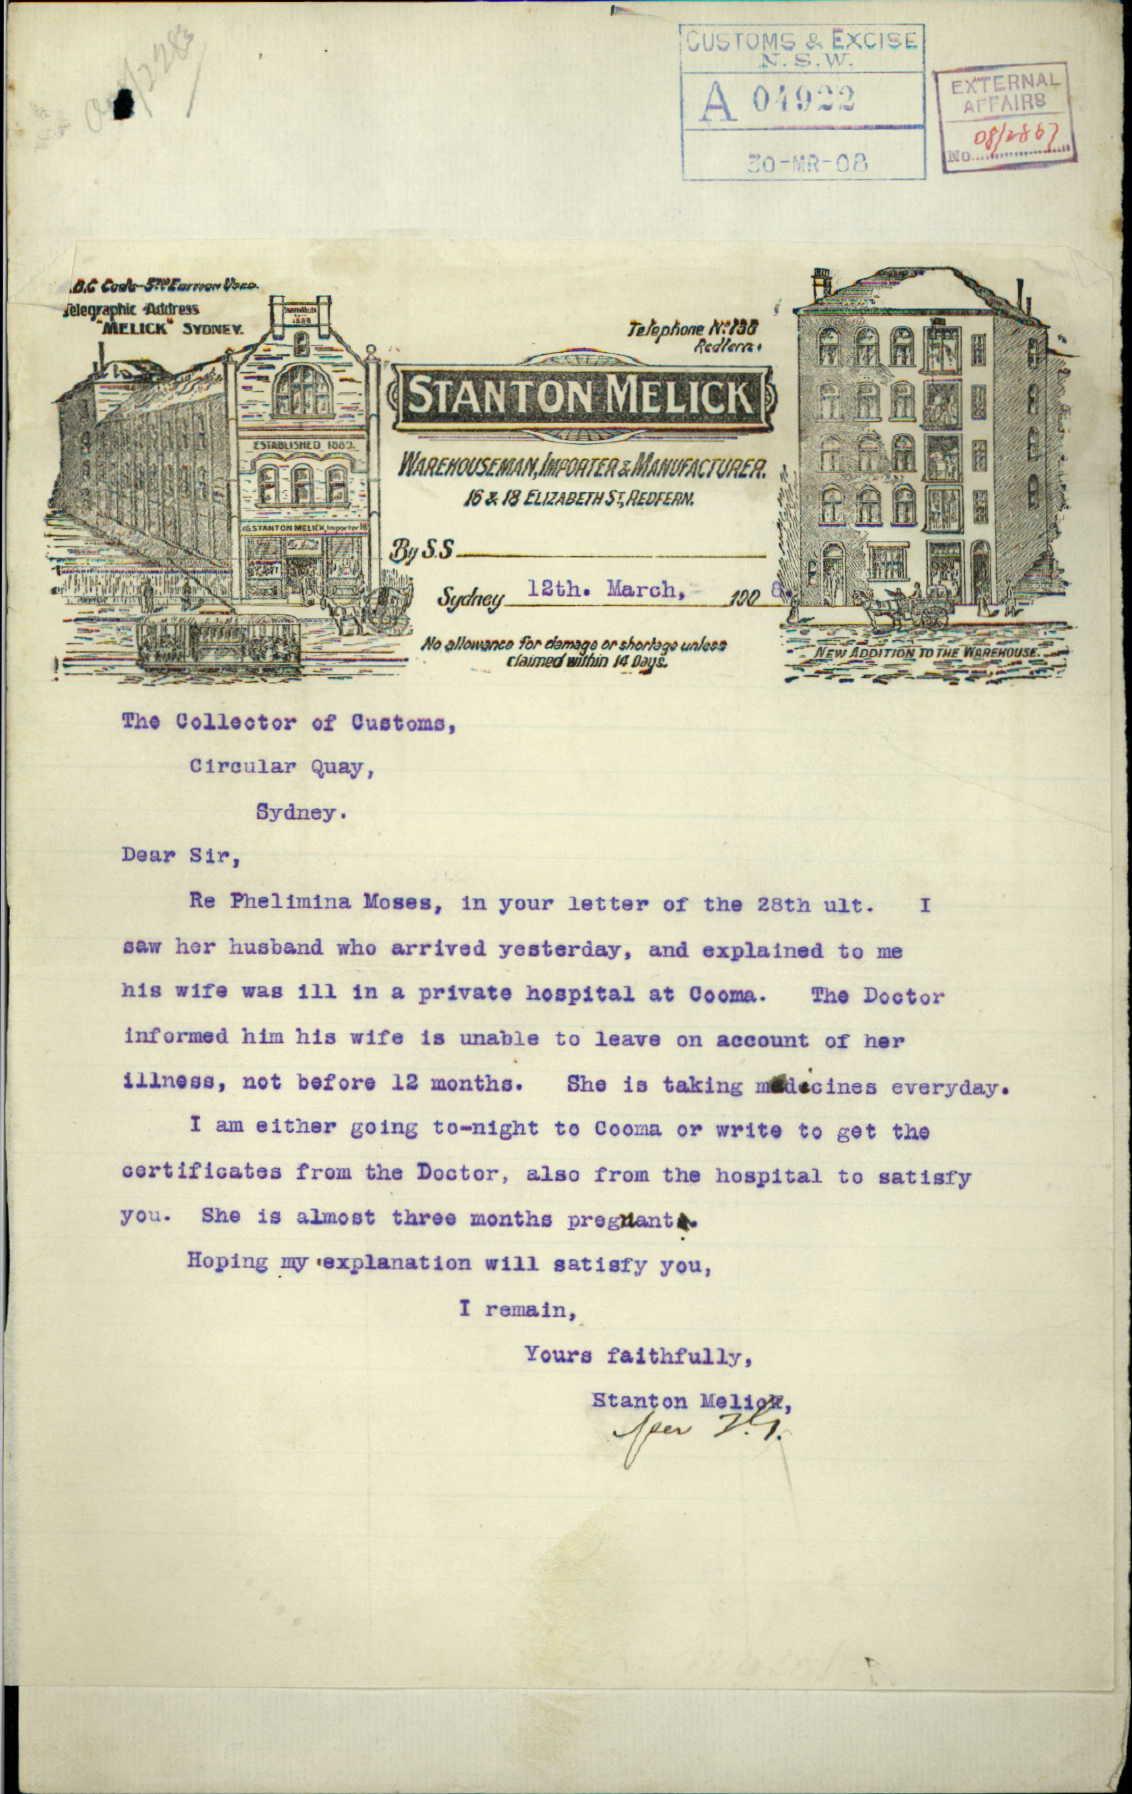 CUSTOMS & EXCISE
N.S.W.
A 04922
30-MR-08
EXTERNAL
AFFAIRS
No. 08/2867
Telegraphic Address
"MELICK" SYDNEY.
Telephone No. 138
Redfern.
ESTABLISHED 1882.
STANTON MELICK
STANTON MELICK, Importer
WAREHOUSEMAN, IMPORTER & MANUFACTURER.
16 & 18 ELIZABETH ST, REDFERN.
By S.S
Sydney 12th. March, 190 8.
No allowance for damage or shortage unless
claimed within 14 Days.
NEW ADDITION TO THE WAREHOUSE.
The Collector of Customs,
Circular Quay,
Sydney.
Dear Sir,
Re Phelimina Moses, in your letter of the 28th ult. I
saw her husband who arrived yesterday, and explained to me
his wife was ill in a private hospital at Cooma. The Doctor
informed him his wife is unable to leave on account of her
illness, not before 12 months. She is taking medicines everyday.
I am either going to-night to Cooma or write to get the
certificates from the Doctor, also from the hospital to satisfy
you. She is almost three months pregnant.
Hoping my explanation will satisfy you,
I remain,
Yours faithfully,
Stanton Melick,
per